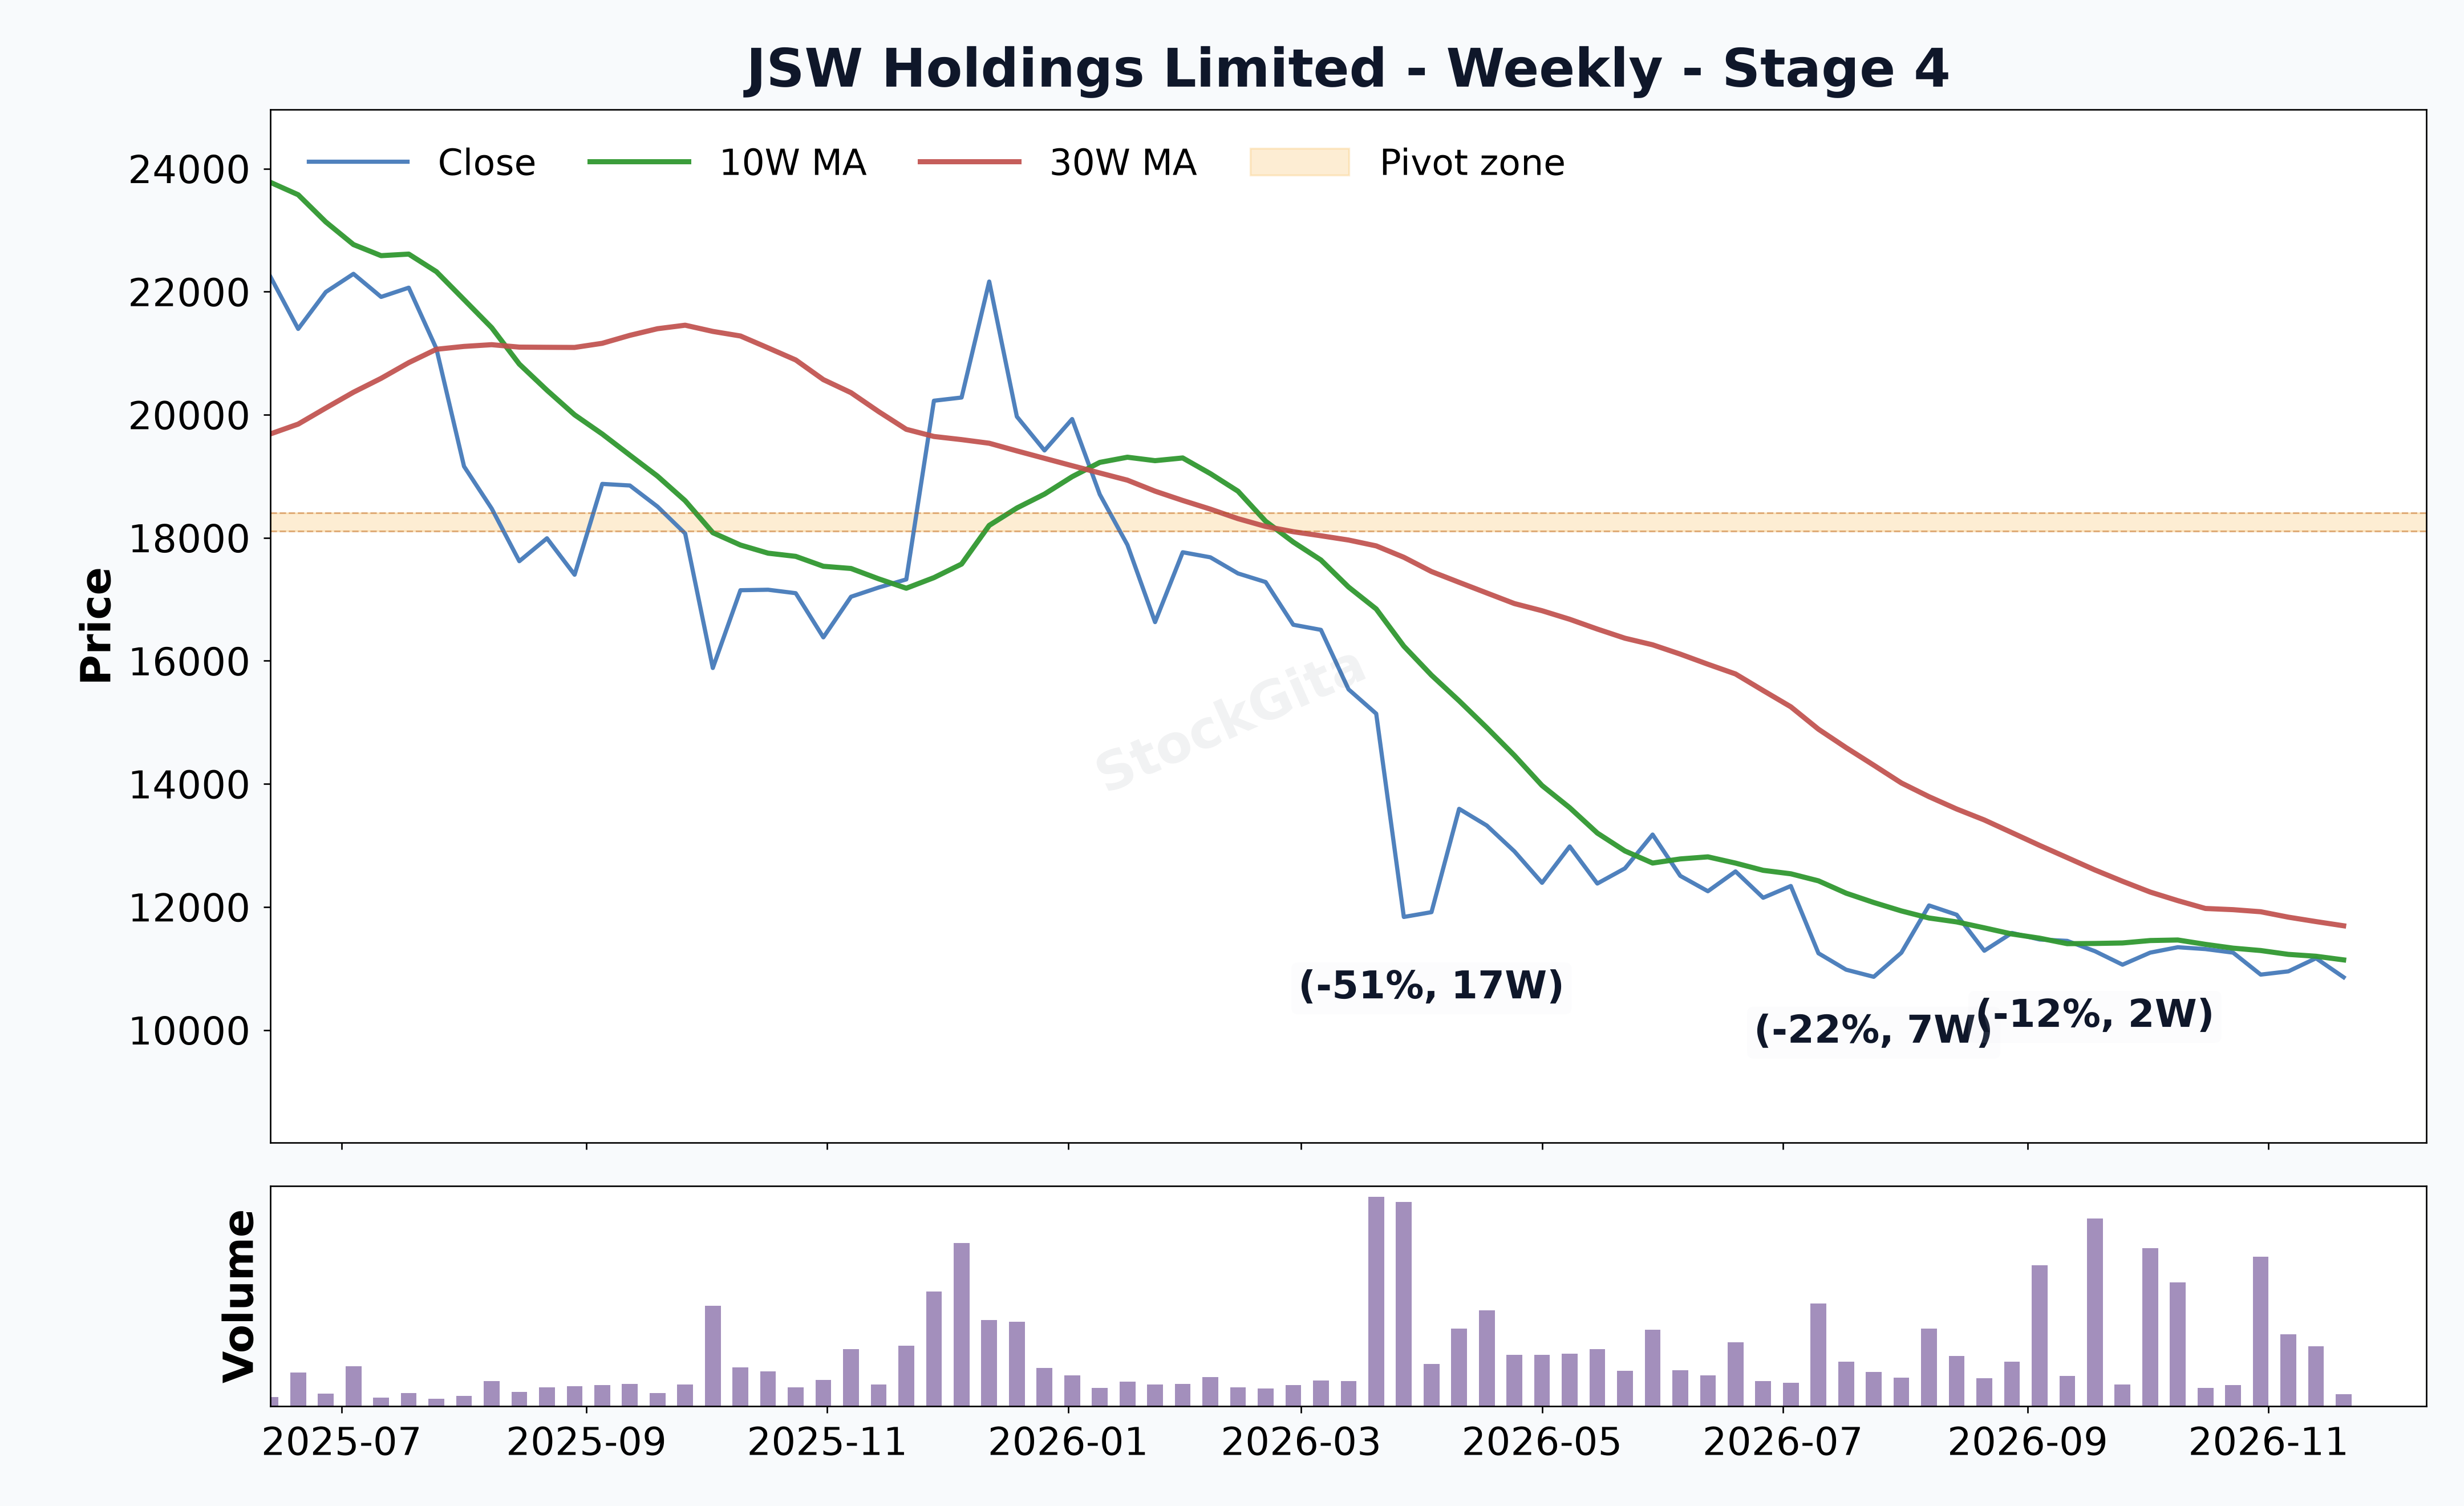 JSW Holdings Limited - Weekly - Stage 4
Close 10W MA 30W MA Pivot zone
24000
22000
20000
18000
16000
14000
12000
10000
Price
StockGita
(-51%, 17W)
(-22%, 7W)
(-12%, 2W)
Volume
2025-07 2025-09 2025-11 2026-01 2026-03 2026-05 2026-07 2026-09 2026-11